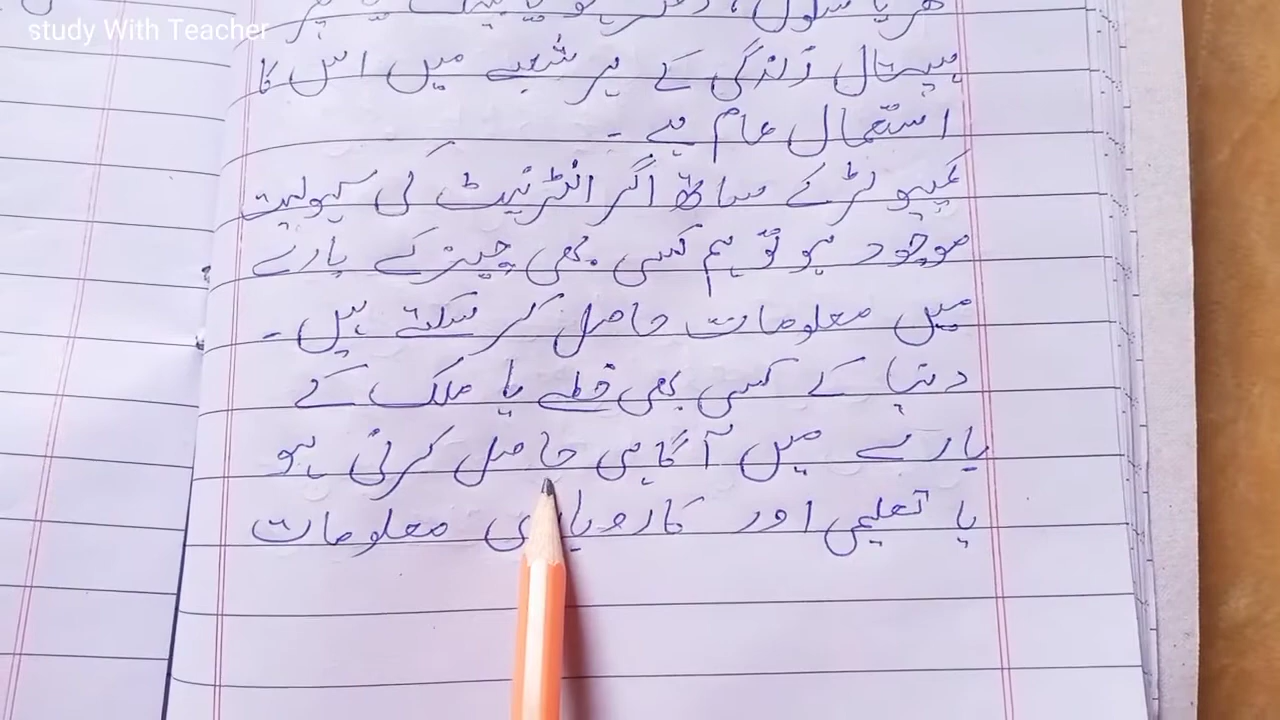 study With Teacher
ہسپتال زندگی کے ہر شعبے میں اس کا
استعمال عام ہے۔
کمپیوٹر کے ساتھ اگر انٹرنیٹ کی سہولیت
موجود ہو تو ہم کسی بھی چیز کے بارے
میں معلومات حاصل کر سکتے ہیں۔
دنیا کے کسی بھی خطے یا ملک کے
بارے میں آگاہی حاصل کرنی ہو
یا تعلیمی اور کاروباری معلومات